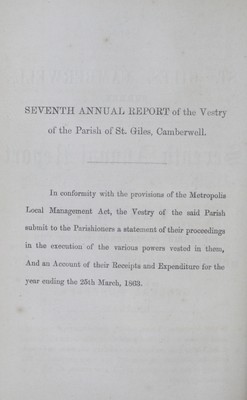 SEVENTH ANNUAL REPORT of the Vestry
of the Parish of St. Giles, Camberwell.
In conformity with the provisions of the Metropolis
Local Management Act, the Vestry of the said Parish
submit to the Parishioners a statement of their proceedings
in the execution of the various powers vested in them,
And an Account of their Receipts and Expenditure for the
year ending the 25th March, 1863.